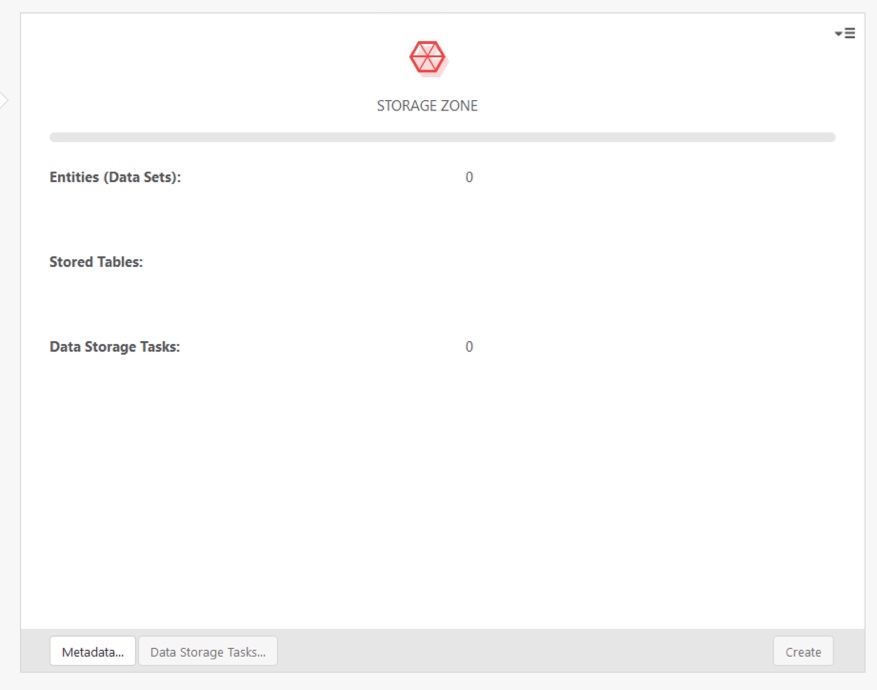 STORAGE ZONE
Entities (Data Sets): 0
Stored Tables:
Data Storage Tasks: 0
Metadata... Data Storage Tasks... Create